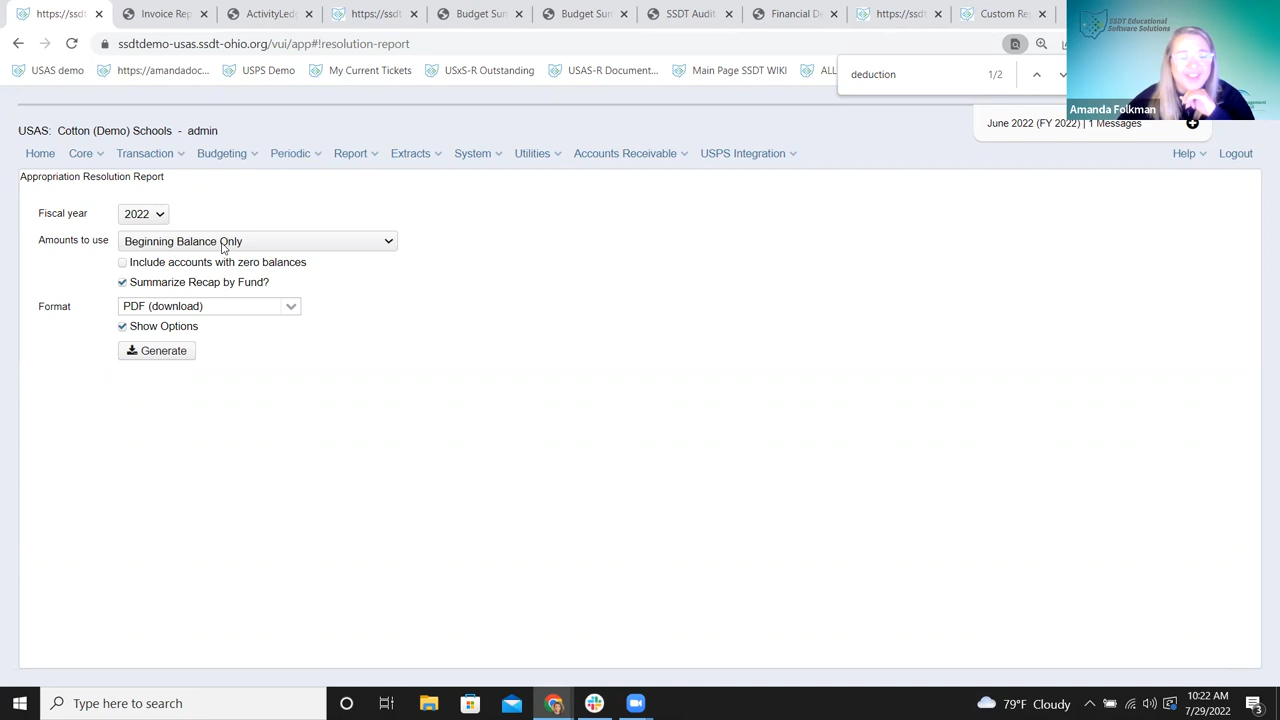 https://ssdt
Invoice Rep
ActivityLed
https://ssdt
Budget Sum
Budget Sum
SSDT Audit
Financial D
https://ssdt
Custom Re
ssdtdemo-usas.ssdt-ohio.org/vui/app#!resolution-report
USAS demo
https://amandadoc...
USPS Demo
My Current Tickets
USxS-R Outstanding
USAS-R Document...
Main Page SSDT WIKI
ALL
deduction
1/2
SSDT Educational
Software Solutions
Amanda Folkman
USAS: Cotton (Demo) Schools - admin
June 2022 (FY 2022) | 1 Messages
Home
Core
Transaction
Budgeting
Periodic
Report
Extracts
System
Utilities
Accounts Receivable
USPS Integration
Help
Logout
Appropriation Resolution Report
Fiscal year
2022
Amounts to use
Beginning Balance Only
Include accounts with zero balances
Summarize Recap by Fund?
Format
PDF (download)
Show Options
Generate
Type here to search
79°F Cloudy
10:22 AM
7/29/2022
3